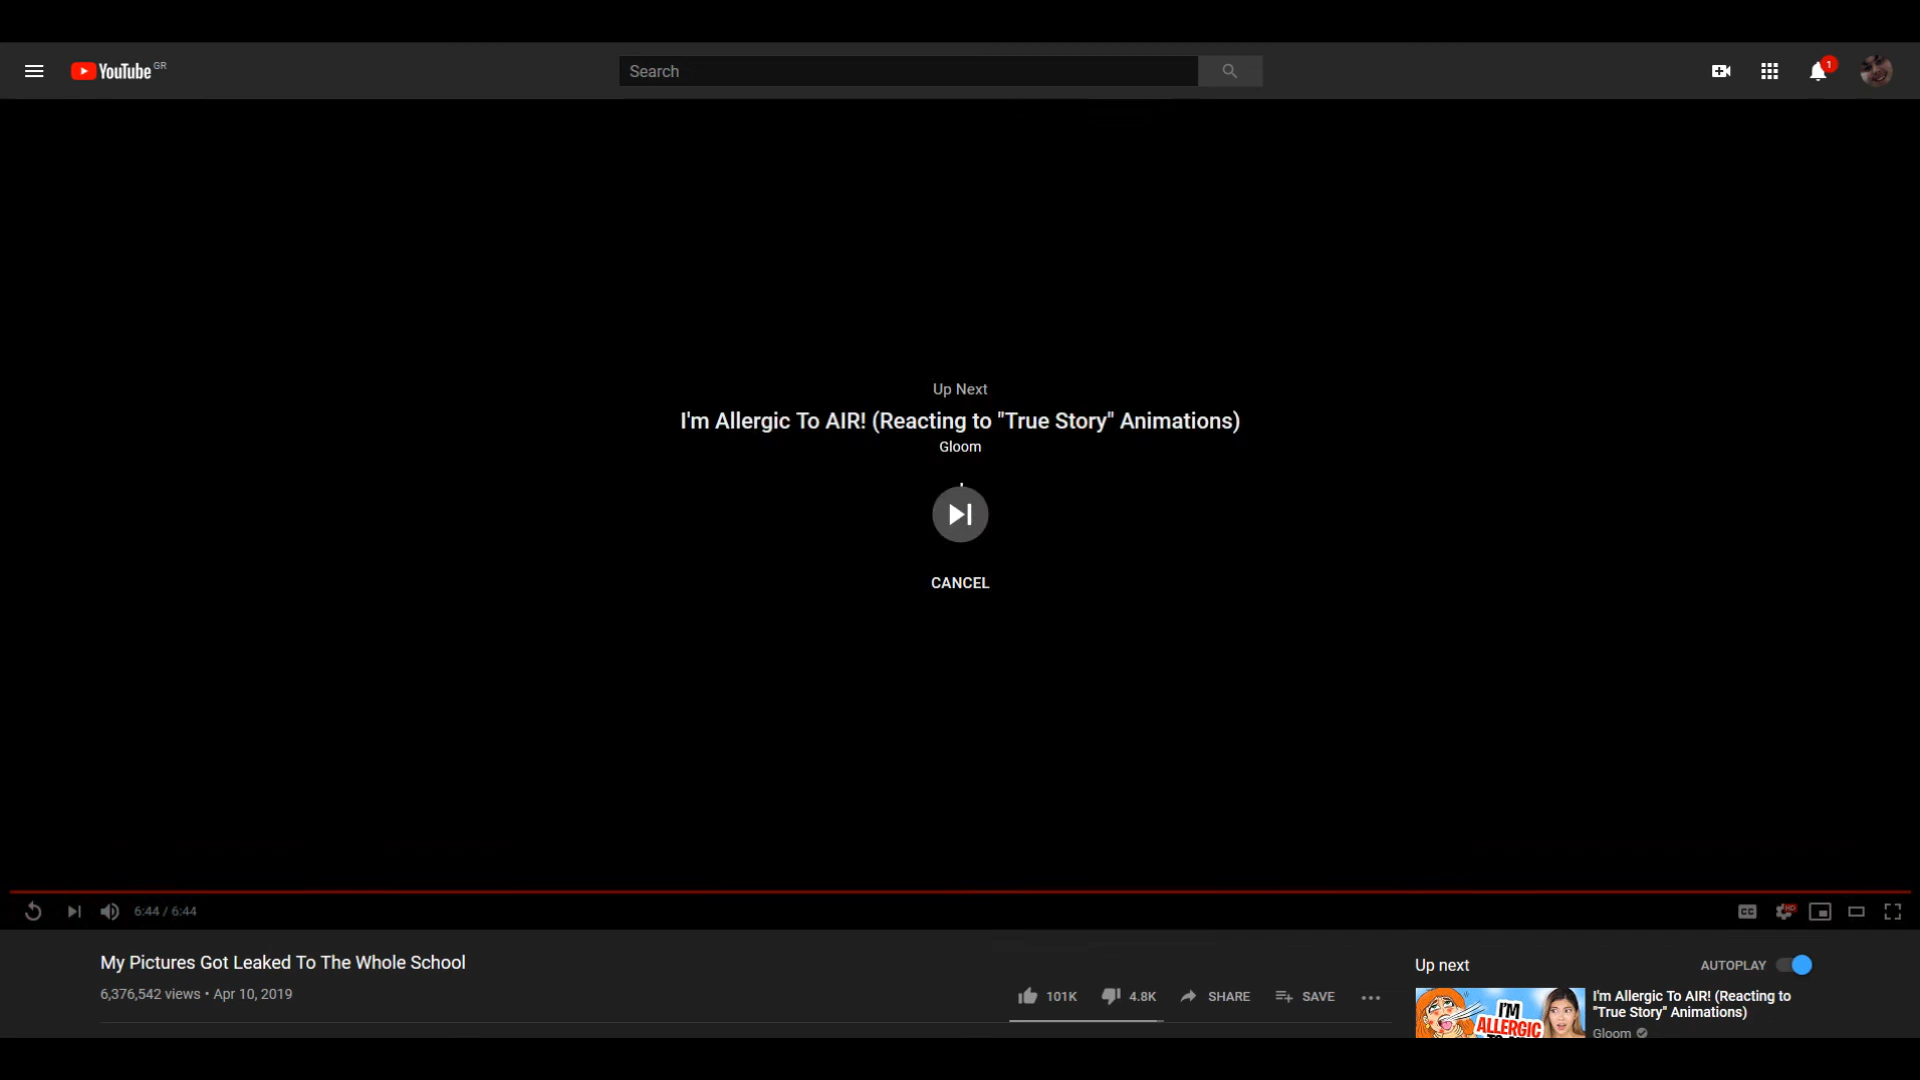 YouTube GR
Search
1
Up Next
I'm Allergic To AIR! (Reacting to "True Story" Animations)
Gloom
CANCEL
6:44 / 6:44
CC
HD
My Pictures Got Leaked To The Whole School
6,376,542 views • Apr 10, 2019
101K
4.8K
SHARE
SAVE
Up next
AUTOPLAY
I'M
ALLERGIC
I'm Allergic To AIR! (Reacting to
"True Story" Animations)
Gloom